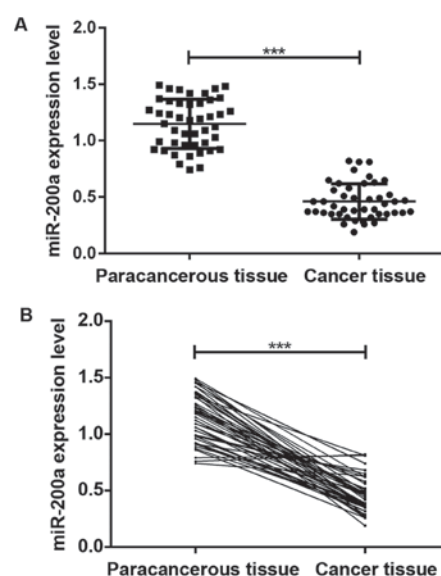 A
miR-200a expression level
2.0
1.5
1.0
0.5
0.0
***
Paracancerous tissue Cancer tissue
B
miR-200a expression level
2.0
1.5
1.0
0.5
0.0
***
Paracancerous tissue Cancer tissue